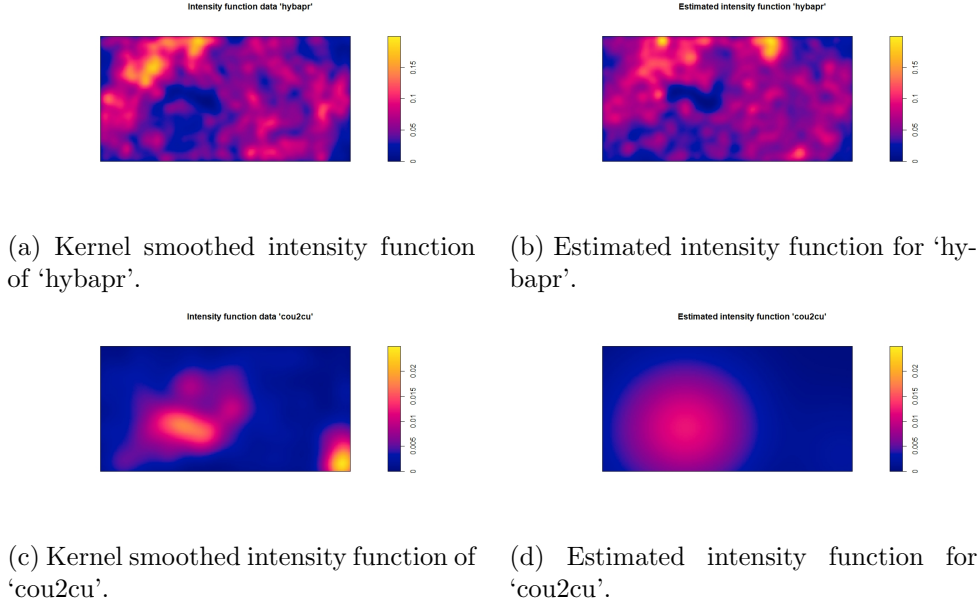 Intensity function data 'hybapr'
Estimated intensity function 'hybapr'
0.15
0.1
0.05
0
0.15
0.1
0.05
0
(a) Kernel smoothed intensity function
of ‘hybapr’.
(b) Estimated intensity function for ‘hy-
bapr’.
Intensity function data 'cou2cu'
Estimated intensity function 'cou2cu'
0.02
0.015
0.01
0.005
0
0.02
0.015
0.01
0.005
0
(c) Kernel smoothed intensity function of
‘cou2cu’.
(d) Estimated intensity function for
‘cou2cu’.